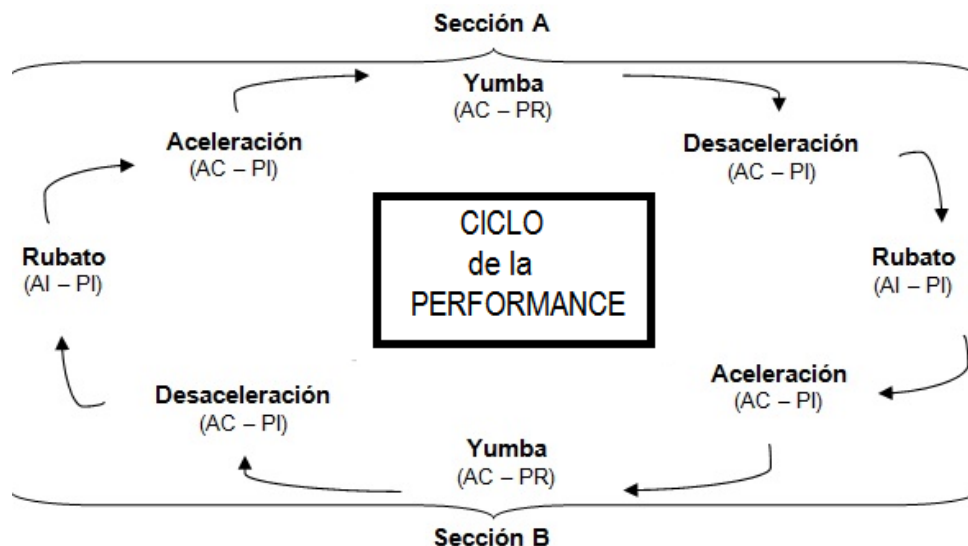 Sección A
Yumba
(AC – PR)
Aceleración
(AC – PI)
Desaceleración
(AC – PI)
CICLO
de la
PERFORMANCE
Rubato
(AI – PI)
Rubato
(AI – PI)
Desaceleración
(AC – PI)
Aceleración
(AC – PI)
Yumba
(AC – PR)
Sección B